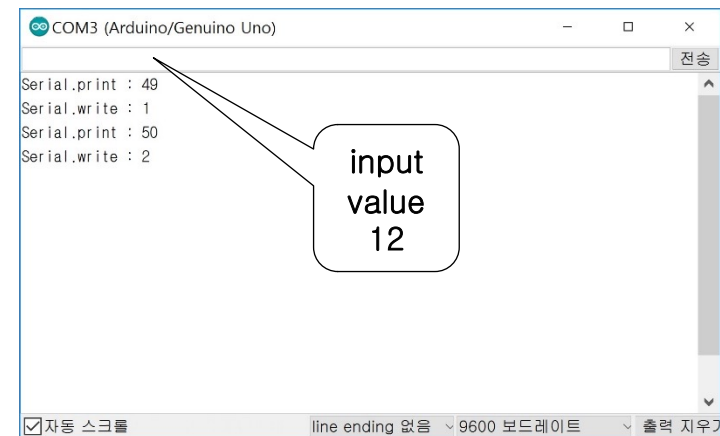 COM3 (Arduino/Genuino Uno)
전송
Serial.print : 49
Serial.write : 1
Serial.print : 50
Serial.write : 2
input
value
12
자동 스크롤 line ending 없음 9600 보드레이트 출력 지우기